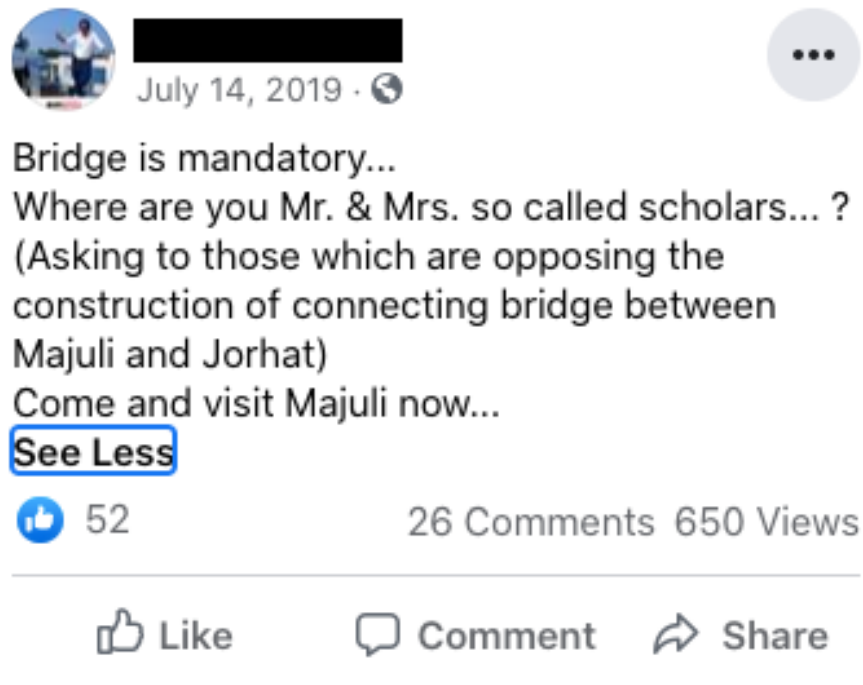 July 14, 2019 ·
Bridge is mandatory...
Where are you Mr. & Mrs. so called scholars... ?
(Asking to those which are opposing the
construction of connecting bridge between
Majuli and Jorhat)
Come and visit Majuli now...
See Less
52
26 Comments 650 Views
Like Comment Share